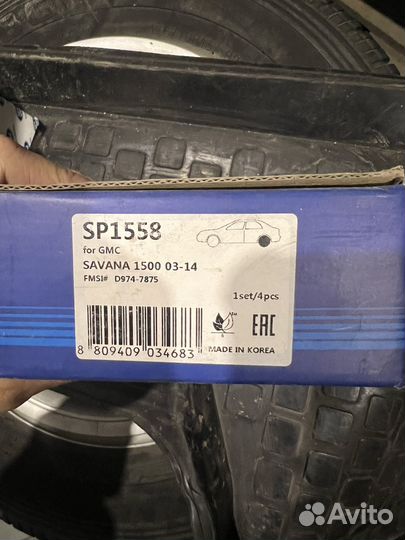 SP1558
for GMC
SAVANA 1500 03-14
FMSI# D974-7875
1set/4pcs
EAC
8 809409 034683
MADE IN KOREA
Avito